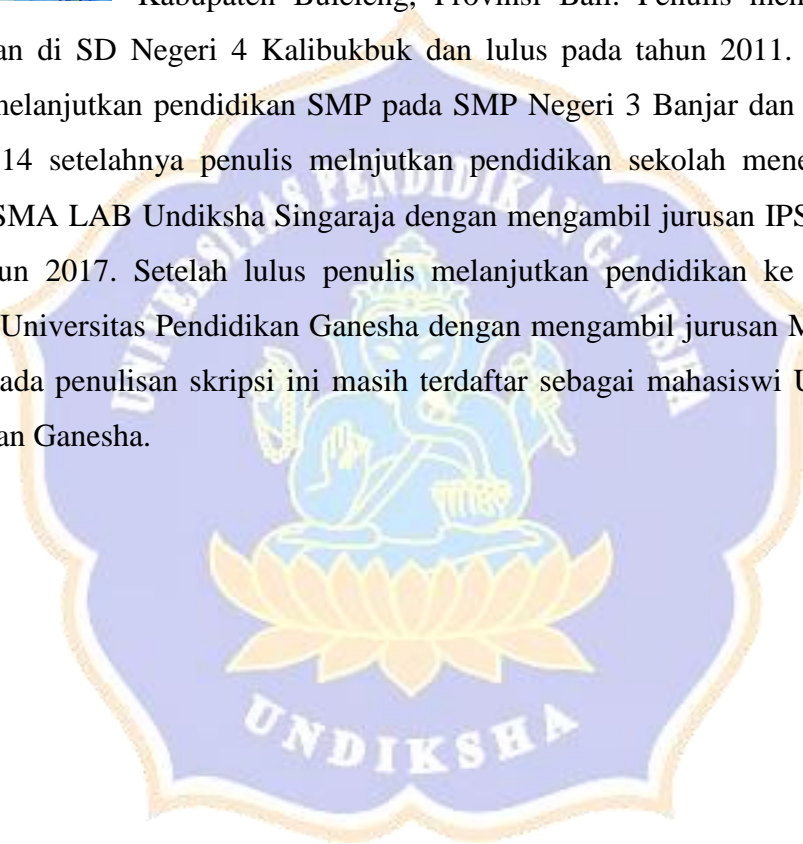 Kabupaten Buleleng, Provinsi Bali. Penulis men
an di SD Negeri 4 Kalibukbuk dan lulus pada tahun 2011.
melanjutkan pendidikan SMP pada SMP Negeri 3 Banjar dan
14 setelahnya penulis melnjutkan pendidikan sekolah mene
SMA LAB Undiksha Singaraja dengan mengambil jurusan IPS
un 2017. Setelah lulus penulis melanjutkan pendidikan ke
Universitas Pendidikan Ganesha dengan mengambil jurusan M
ada penulisan skripsi ini masih terdaftar sebagai mahasiswi U
an Ganesha.
UNIVERSITAS PENDIDIKAN GANESHA
UNDIKSHA